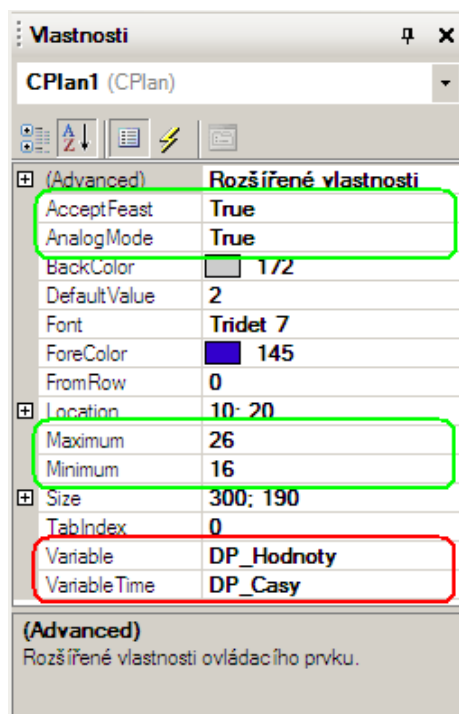 Vlastnosti
CPlan1 (CPlan)
(Advanced) Rozšířené vlastnosti
AcceptFeast True
AnalogMode True
BackColor 172
DefaultValue 2
Font Tridet 7
ForeColor 145
FromRow 0
Location 10; 20
Maximum 26
Minimum 16
Size 300; 190
TabIndex 0
Variable DP_Hodnoty
VariableTime DP_Casy
(Advanced)
Rozšířené vlastnosti ovládacího prvku.